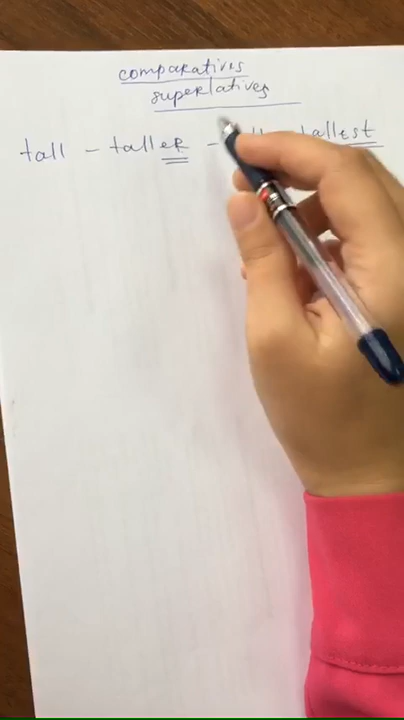 comparatives
superlatives
tall - taller - tallest